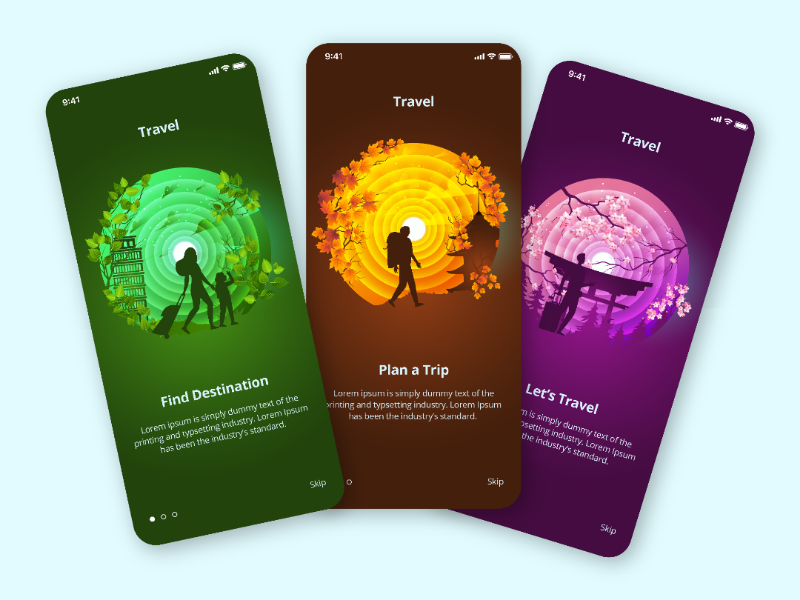 9:41
Travel
Find Destination
Lorem ipsum is simply dummy text of the
printing and typesetting industry. Lorem Ipsum
has been the industry's standard.
Skip
9:41
Travel
Plan a Trip
Lorem ipsum is simply dummy text of the
printing and typesetting industry. Lorem Ipsum
has been the industry's standard.
Skip
9:41
Travel
Let's Travel
is simply dummy text of the
industry. Lorem Ipsum
the industry's standard.
Skip